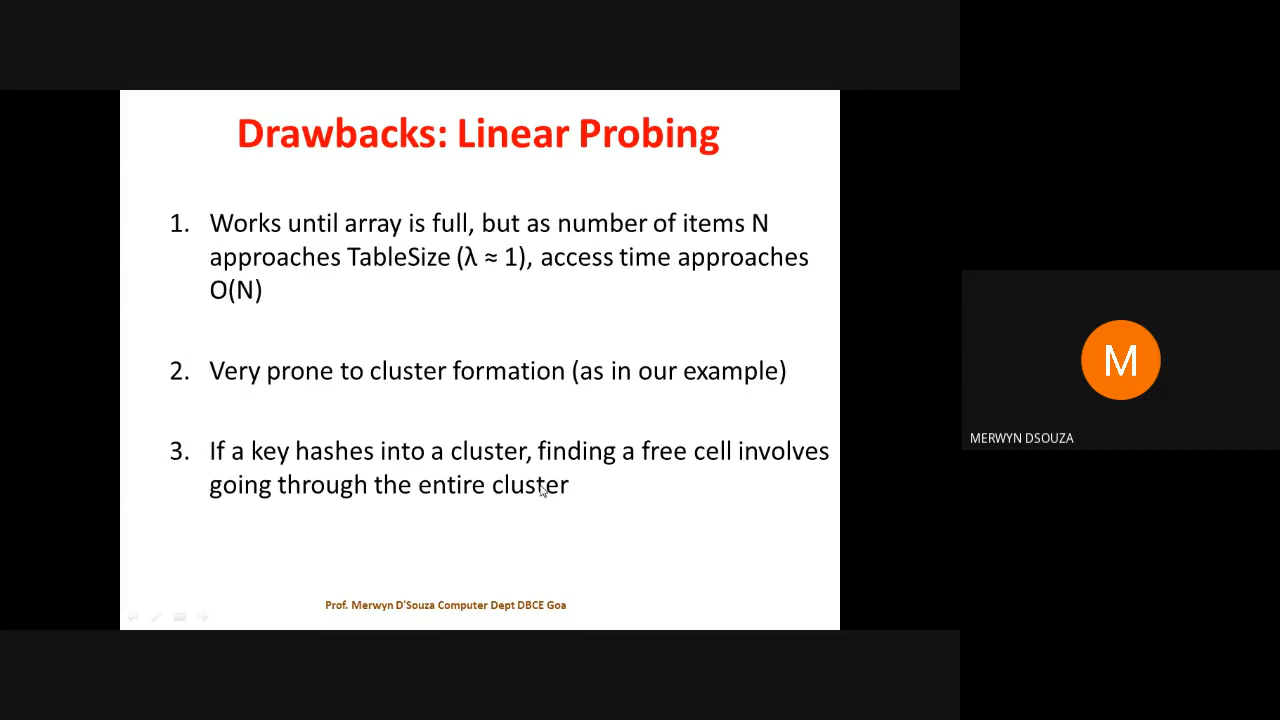 Drawbacks: Linear Probing
1. Works until array is full, but as number of items N
approaches TableSize (λ ≈ 1), access time approaches
O(N)
2. Very prone to cluster formation (as in our example)
3. If a key hashes into a cluster, finding a free cell involves
going through the entire cluster
Prof. Merwyn D'Souza Computer Dept DBCE Goa
M
MERWYN DSOUZA